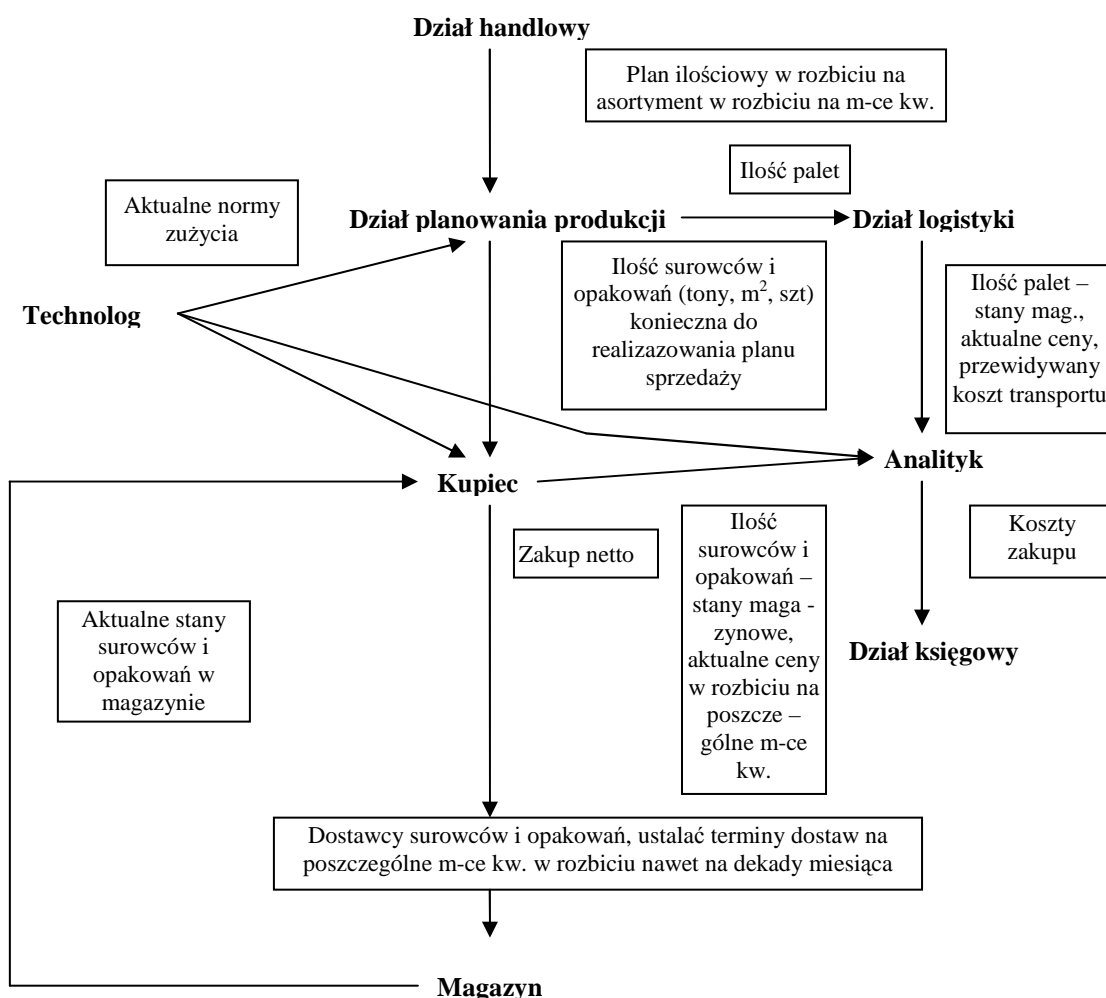 Dział handlowy
Plan ilościowy w rozbiciu na
asortyment w rozbiciu na m-ce kw.
Ilość palet
Aktualne normy
zużycia
Dział planowania produkcji
Dział logistyki
Ilość surowców i
opakowań (tony, m², szt)
konieczna do
realizazowania planu
sprzedaży
Ilość palet –
stany mag.,
aktualne ceny,
przewidywany
koszt transportu
Technolog
Analityk
Kupiec
Zakup netto
Ilość
surowców i
opakowań –
stany maga -
zynowe,
aktualne ceny
w rozbiciu na
poszcze –
gólne m-ce
kw.
Koszty
zakupu
Aktualne stany
surowców i
opakowań w
magazynie
Dział księgowy
Dostawcy surowców i opakowań, ustalać terminy dostaw na
poszczególne m-ce kw. w rozbiciu nawet na dekady miesiąca
Magazyn